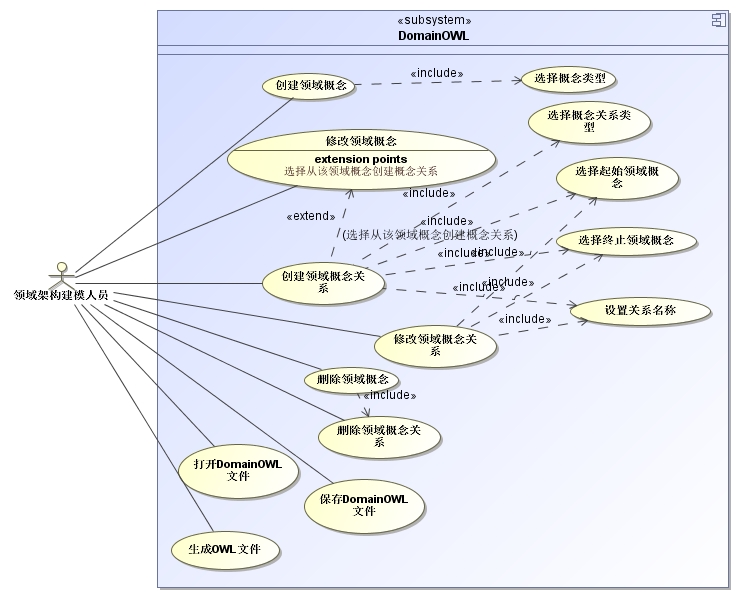 «subsystem»
DomainOWL
创建领域概念
«include»
选择概念类型
选择概念关系类
型
修改领域概念
extension points
选择从该领域概念创建概念关系
«include»
选择起始领域概
念
«extend»
«include»
(选择从该领域概念创建概念关系)
选择终止领域概念
«include»
«include»
创建领域概念关
系
«include»
«include»
领域架构建模人员
设置关系名称
«include»
修改领域概念关
系
删除领域概念
«include»
删除领域概念关
系
打开DomainOWL
文件
保存DomainOWL
文件
生成OWL文件